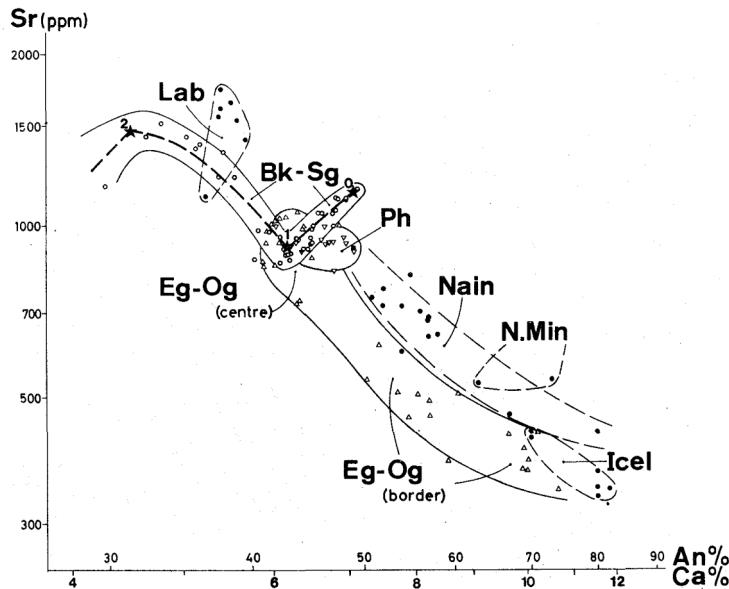 Sr (ppm)
2000
1500
1000
700
500
300
Lab
2
Bk-Sg
0
1
Ph
Eg-Og
(centre)
Nain
N.Min
Eg-Og
(border)
Icel
30 40 50 60 70 80 90 An%
4 6 8 10 12 Ca%